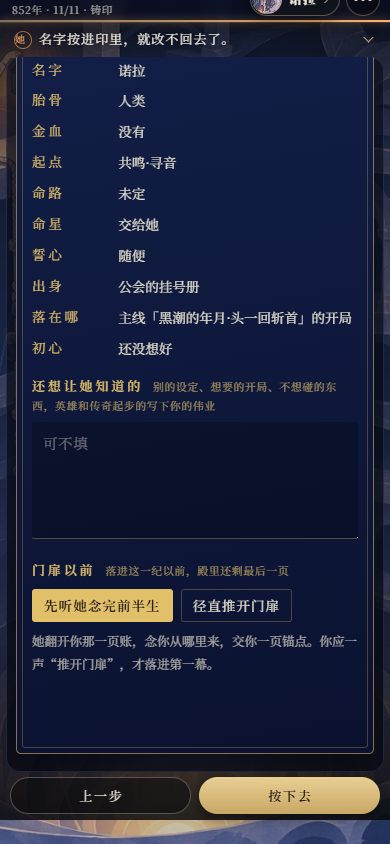 852年 · 11/11 · 铸印
诺拉
她 名字按进印里，就改不回去了。
名字 诺拉
胎骨 人类
金血 没有
起点 共鸣·寻音
命路 未定
命星 交给她
誓心 随便
出身 公会的挂号册
落在哪 主线「黑潮的年月·头一回斩首」的开局
初心 还没想好
还想让她知道的 别的设定、想要的开局、不想碰的东
西，英雄和传奇起步的写下你的伟业
可不填
门扉以前 落进这一纪以前，殿里还剩最后一页
先听她念完前半生 径直推开门扉
她翻开你那一页账，念你从哪里来，交你一页锚点。你应一
声“推开门扉”，才落进第一幕。
上一步 按下去